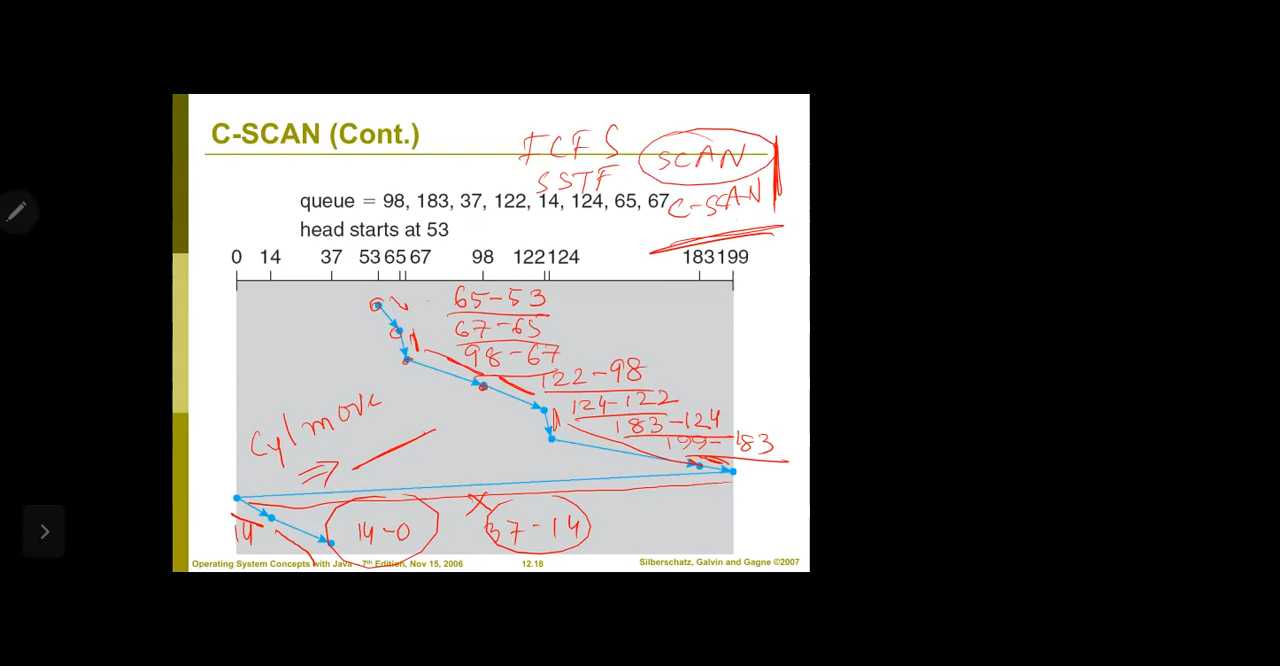 C-SCAN (Cont.)
FCFS
SCAN
SSTF
C-SCAN
queue = 98, 183, 37, 122, 14, 124, 65, 67
head starts at 53
0 14 37 53 65 67 98 122 124 183 199
65-53
67-65
98-67
122-98
124-122
183-124
199-183
Cyl move
14
14-0
37-14
Operating System Concepts with Java - 7th Edition, Nov 15, 2006
12.18
Silberschatz, Galvin and Gagne ©2007